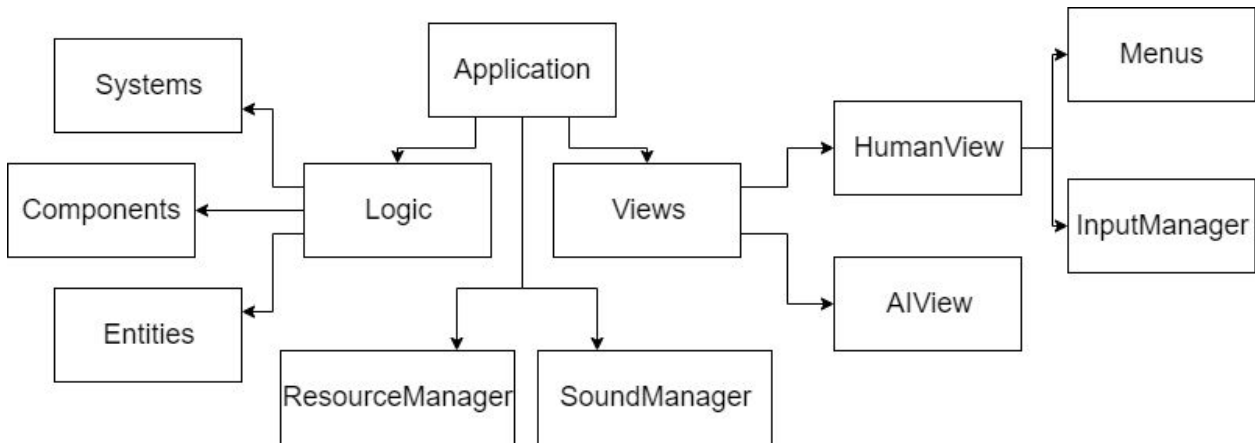 Application
Systems
Menus
HumanView
Components
Logic
Views
InputManager
Entities
AIView
ResourceManager
SoundManager